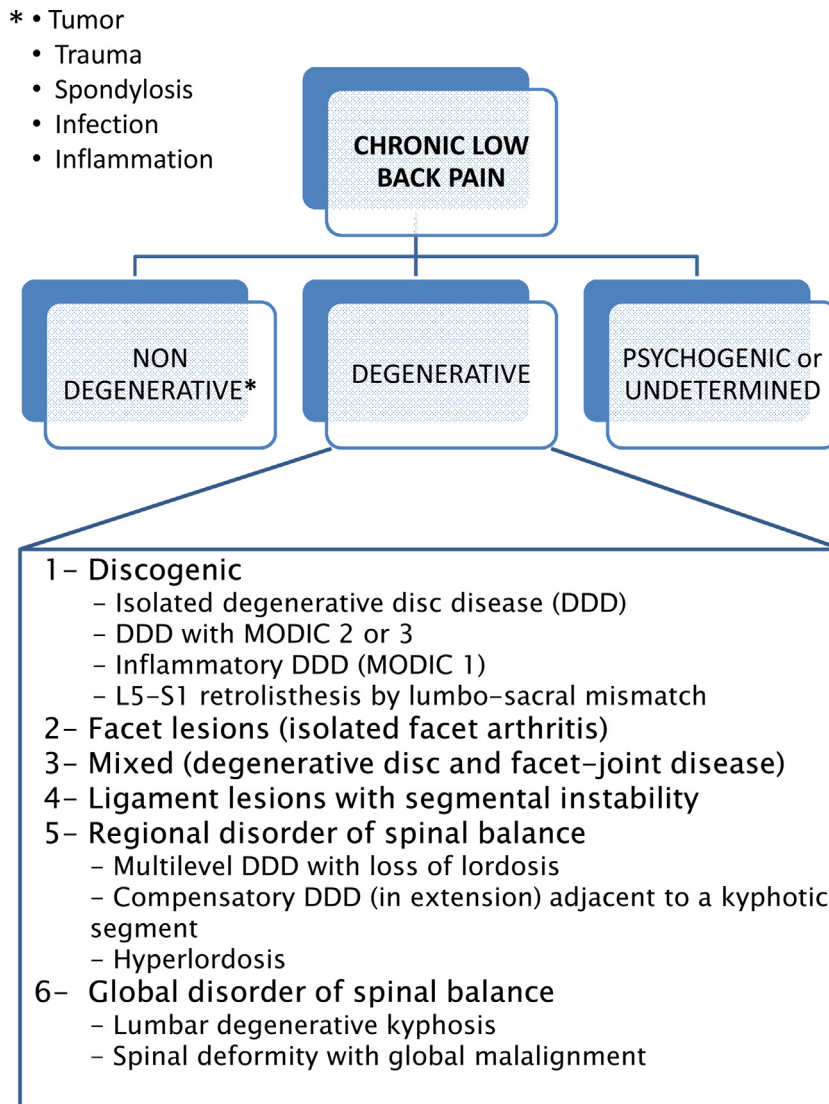 * • Tumor
• Trauma
• Spondylosis
• Infection
• Inflammation
CHRONIC LOW
BACK PAIN
NON
DEGENERATIVE*
DEGENERATIVE
PSYCHOGENIC or
UNDETERMINED
1– Discogenic
– Isolated degenerative disc disease (DDD)
– DDD with MODIC 2 or 3
– Inflammatory DDD (MODIC 1)
– L5–S1 retrolisthesis by lumbo–sacral mismatch
2– Facet lesions (isolated facet arthritis)
3– Mixed (degenerative disc and facet–joint disease)
4– Ligament lesions with segmental instability
5– Regional disorder of spinal balance
– Multilevel DDD with loss of lordosis
– Compensatory DDD (in extension) adjacent to a kyphotic
segment
– Hyperlordosis
6– Global disorder of spinal balance
– Lumbar degenerative kyphosis
– Spinal deformity with global malalignment